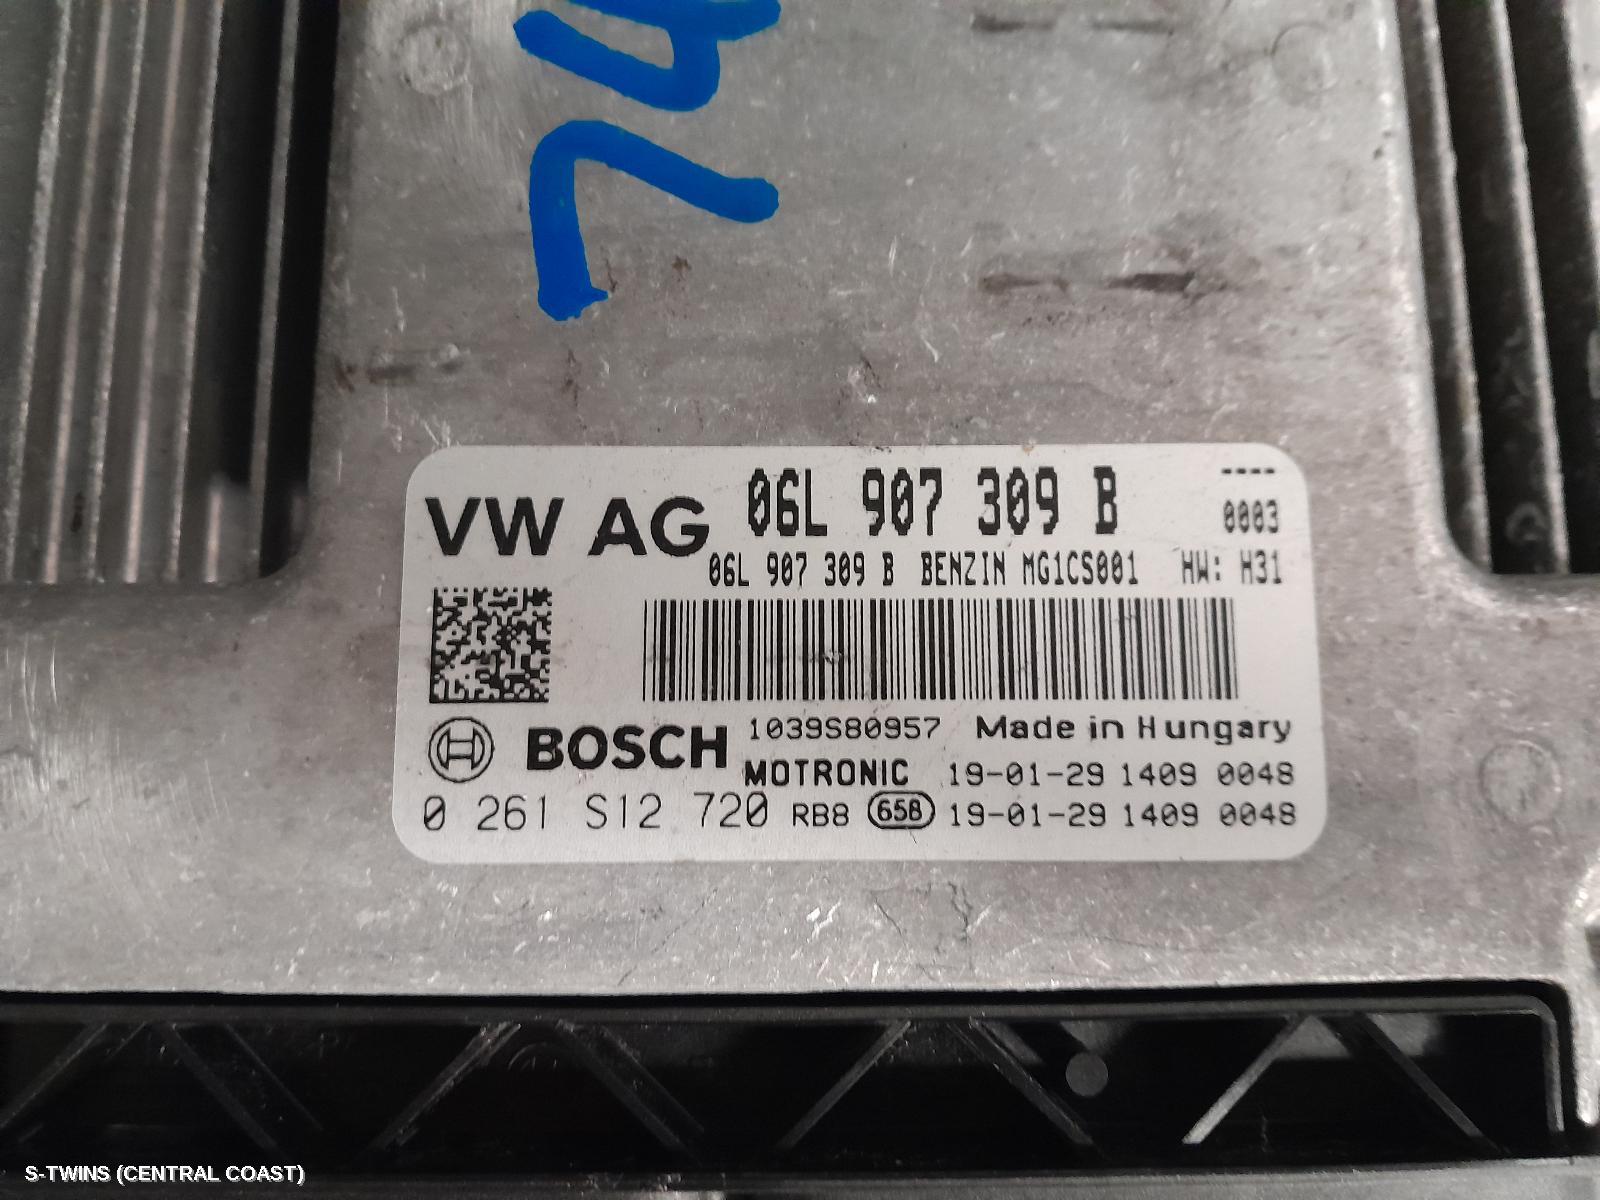 74
VW AG 06L 907 309 B ----
0003
06L 907 309 B BENZIN MG1CS001 HW: H31
BOSCH 1039S80957 Made in Hungary
MOTRONIC 19-01-29 1409 0048
0 261 S12 720 RB8 658 19-01-29 1409 0048
S-TWINS (CENTRAL COAST)